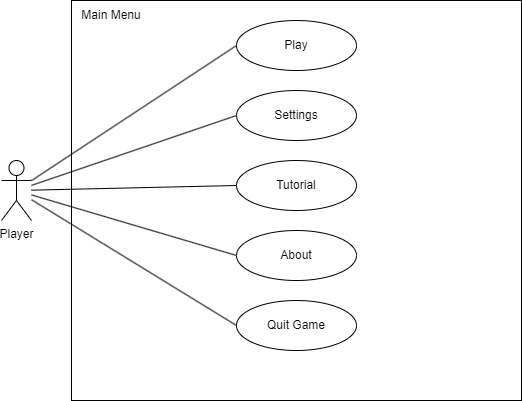 Main Menu
Play
Settings
Tutorial
Player
About
Quit Game